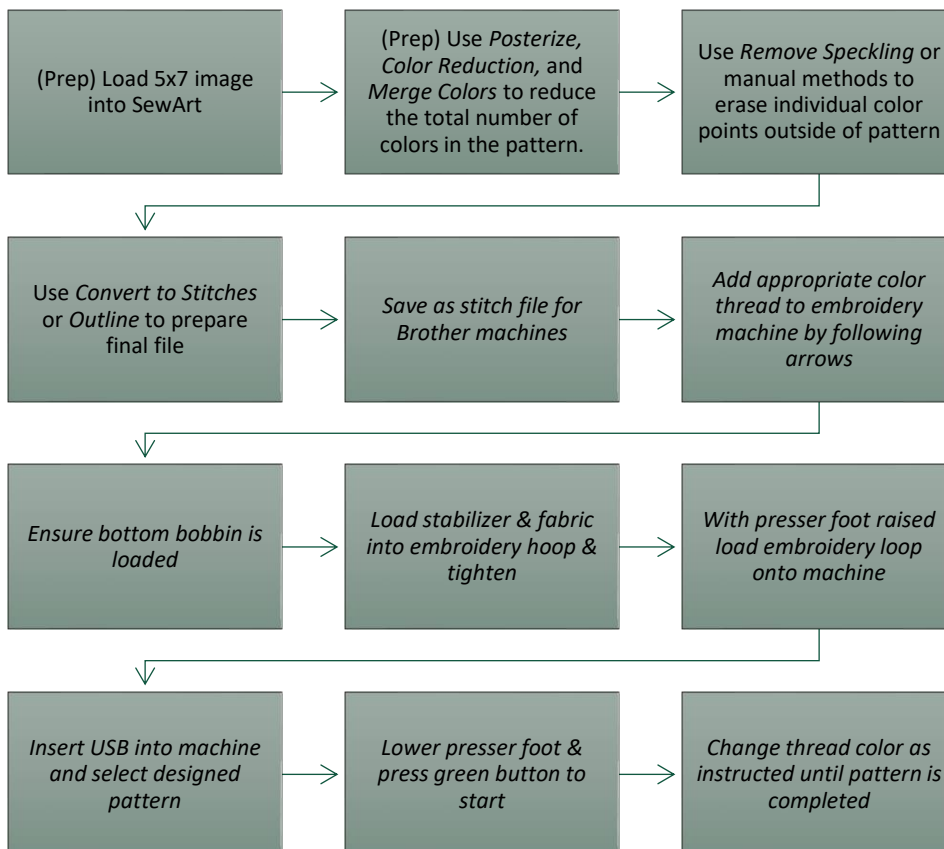 (Prep) Load 5x7 image
into SewArt
(Prep) Use Posterize,
Color Reduction, and
Merge Colors to reduce
the total number of
colors in the pattern.
Use Remove Speckling or
manual methods to
erase individual color
points outside of pattern
Use Convert to Stitches
or Outline to prepare
final file
Save as stitch file for
Brother machines
Add appropriate color
thread to embroidery
machine by following
arrows
Ensure bottom bobbin is
loaded
Load stabilizer & fabric
into embroidery hoop &
tighten
With presser foot raised
load embroidery loop
onto machine
Insert USB into machine
and select designed
pattern
Lower presser foot &
press green button to
start
Change thread color as
instructed until pattern is
completed